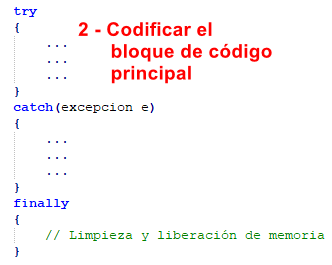 try
{
... 2 - Codificar el
... bloque de código
... principal
}
catch(excepcion e)
{
...
...
...
}
finally
{
// Limpieza y liberación de memoria
}